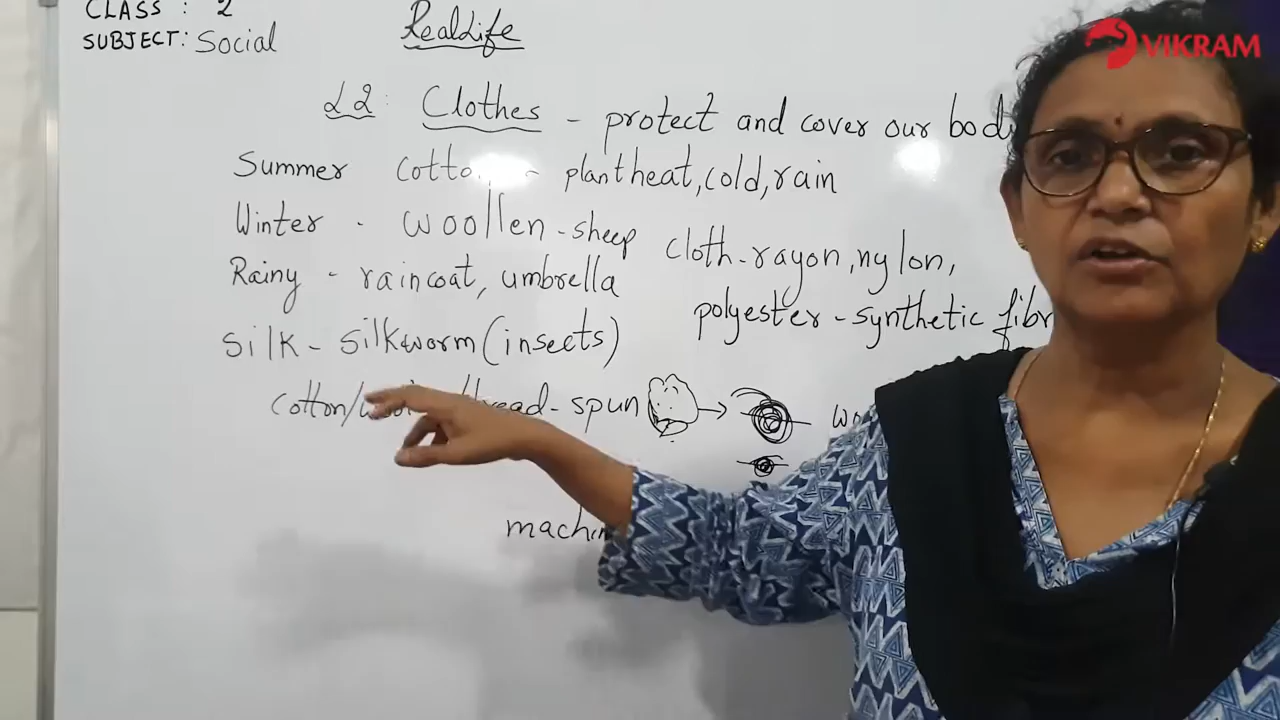 CLASS : 2
SUBJECT: Social
RealLife
VIKRAM
L2: Clothes - protect and cover our body
Summer cotto - plant heat, cold, rain
Winter - woollen - sheep
cloth - rayon, nylon,
Rainy - raincoat, umbrella
polyester - synthetic fibr
Silk - silkworm (insects)
cotton/ thread - spun
machin